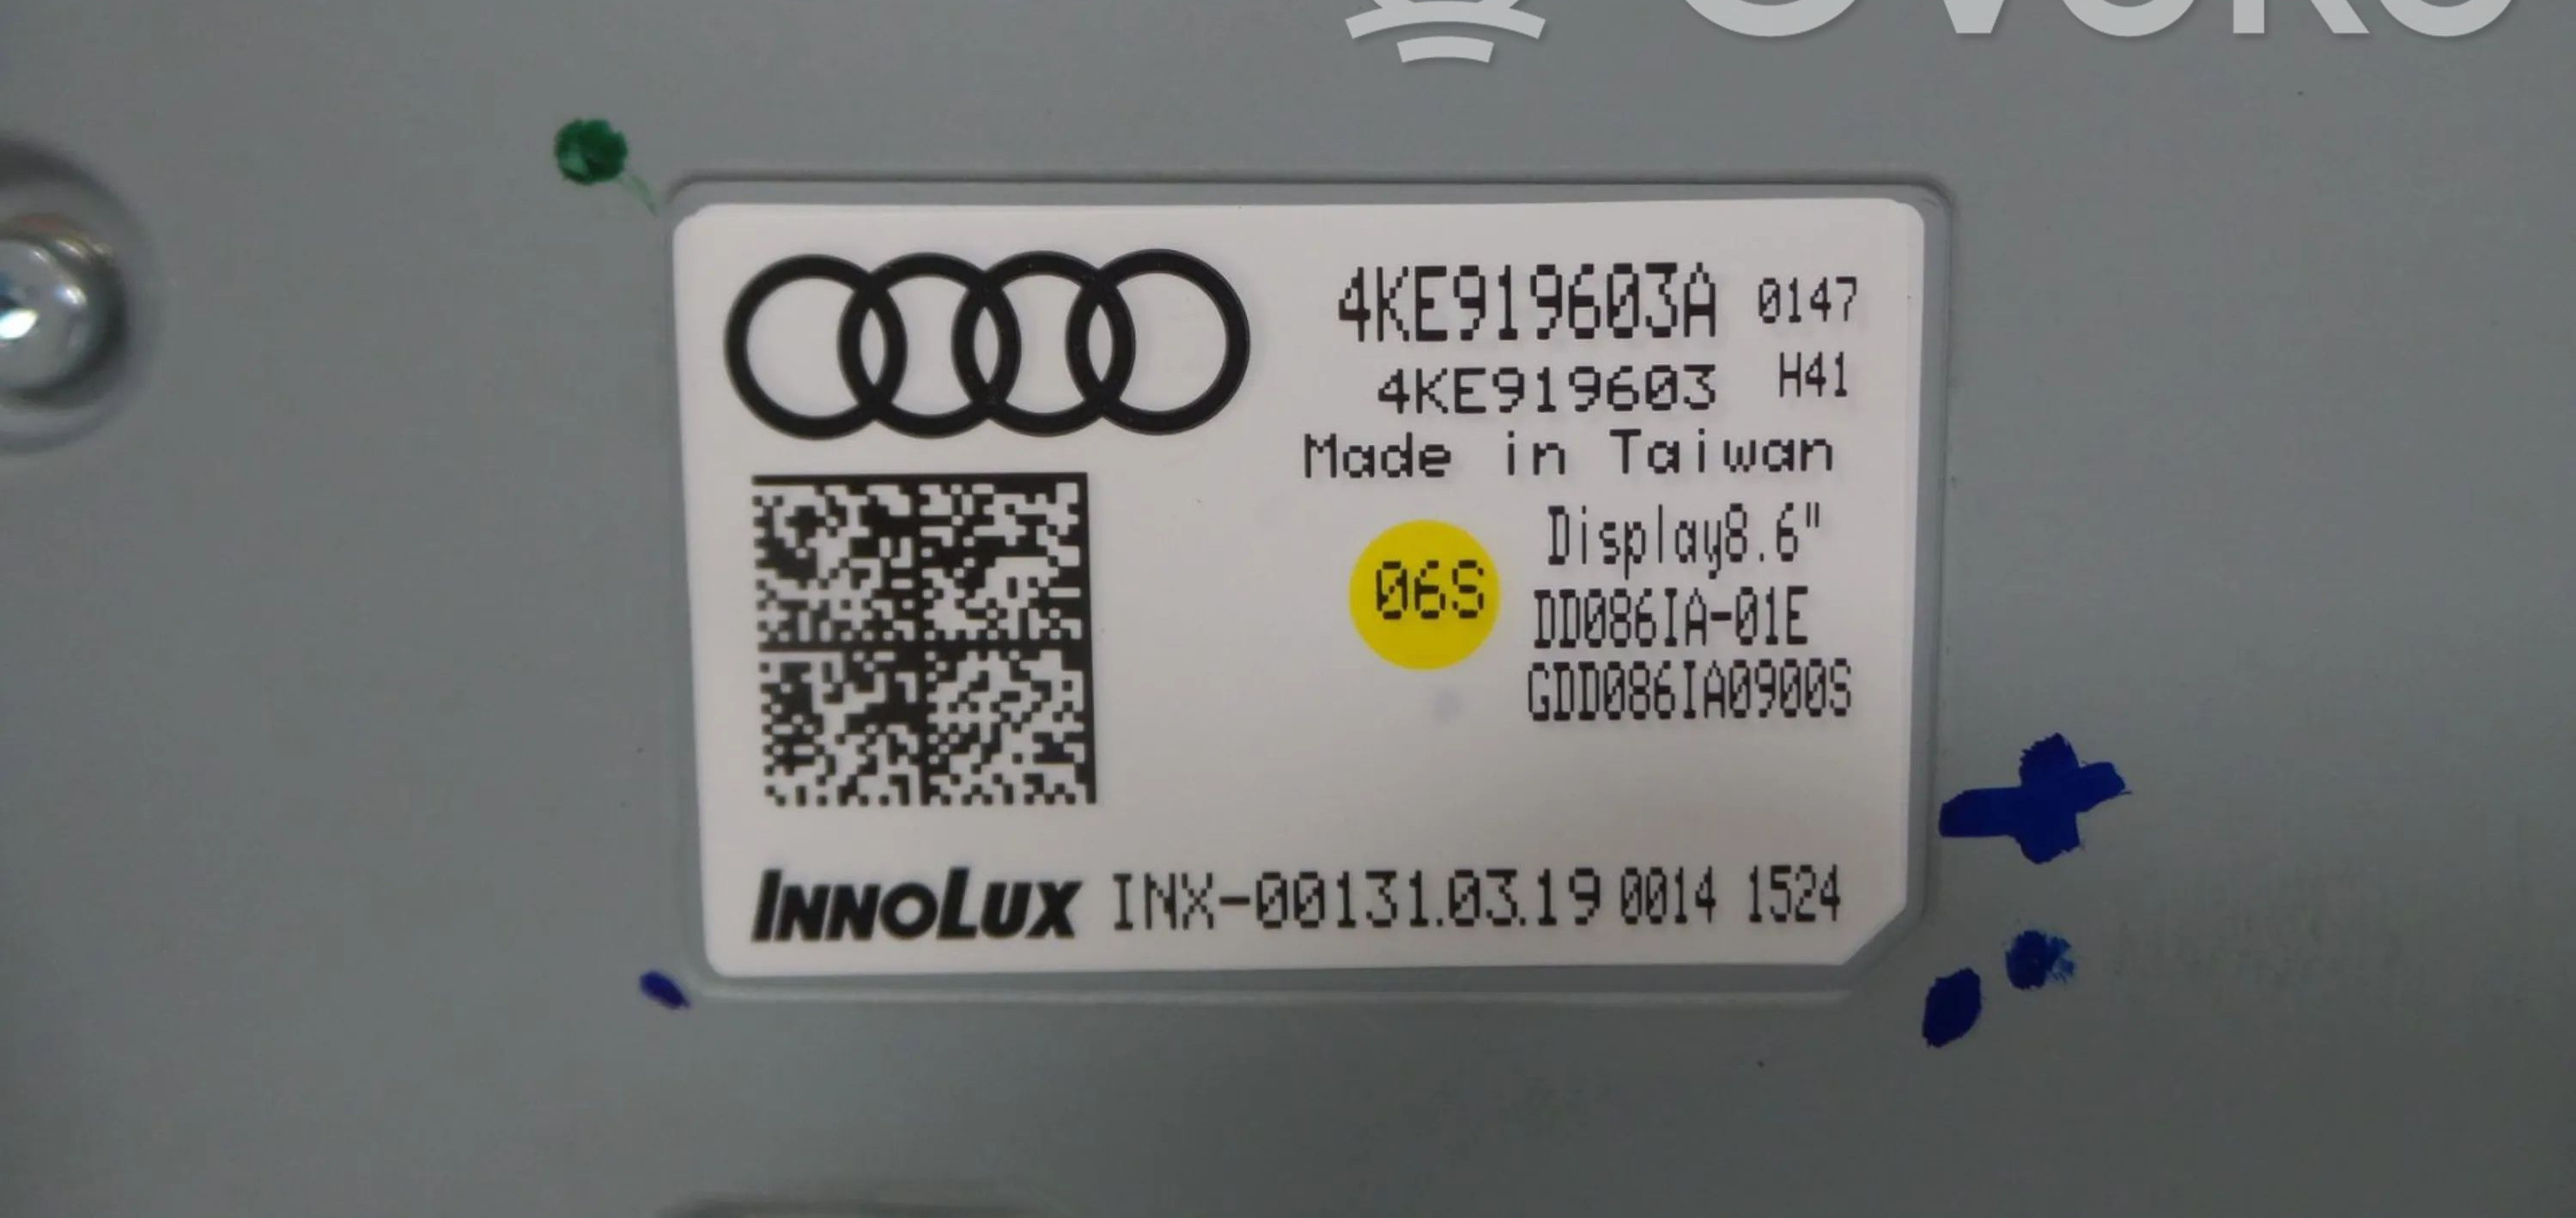 4KE919603A 0147
4KE919603 H41
Made in Taiwan
Display8.6"
06S
DD086IA-01E
GDD086IA0900S
INNOLUX INX-00131.03.19 0014 1524